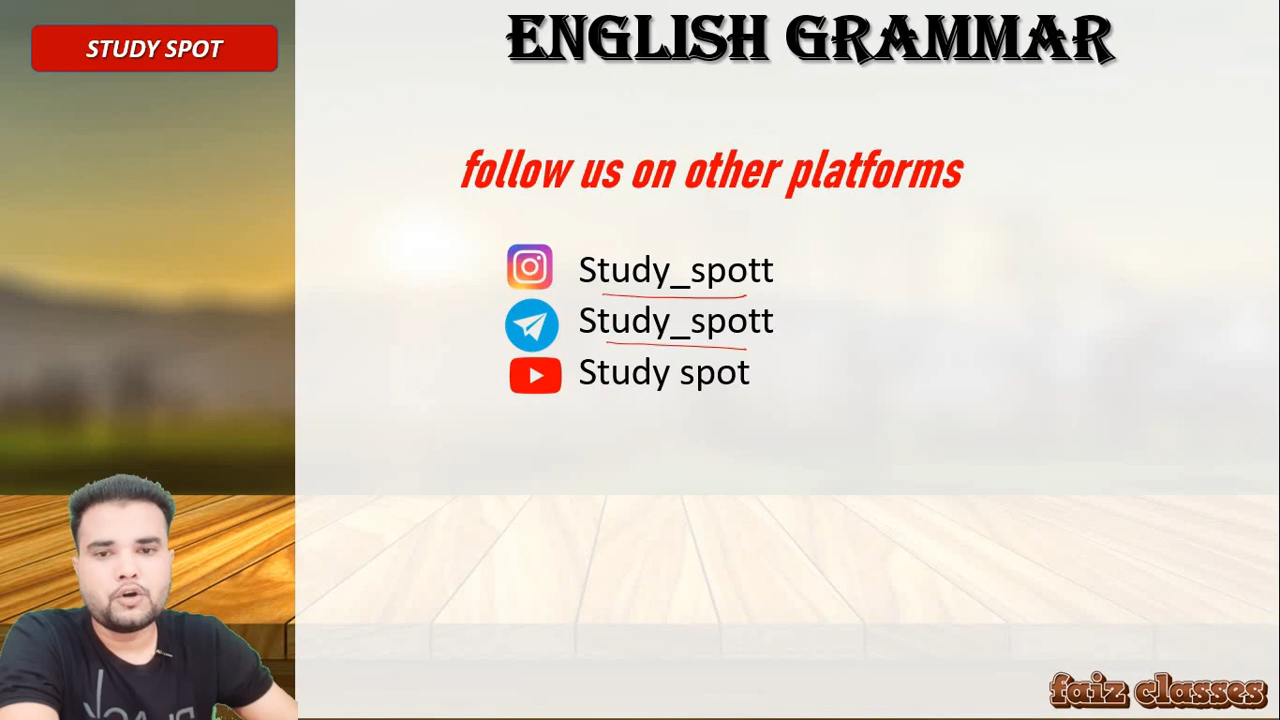 STUDY SPOT
ENGLISH GRAMMAR
follow us on other platforms
Study_spott
Study_spott
Study spot
faiz classes